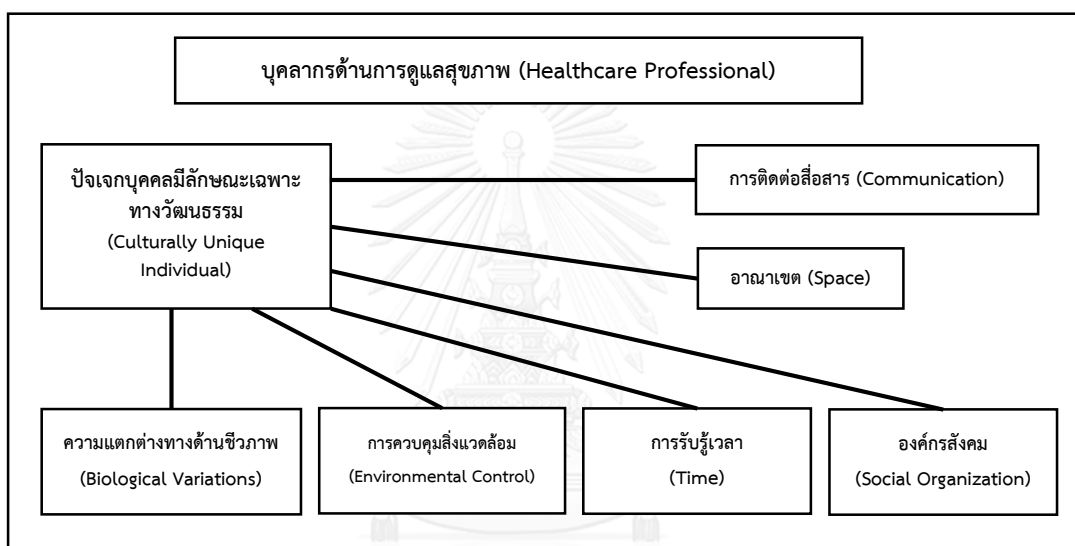 บุคลากรด้านการดูแลสุขภาพ (Healthcare Professional)
ปัจเจกบุคคลมีลักษณะเฉพาะ
ทางวัฒนธรรม
(Culturally Unique
Individual)
การติดต่อสื่อสาร (Communication)
อาณาเขต (Space)
ความแตกต่างทางด้านชีวภาพ
(Biological Variations)
การควบคุมสิ่งแวดล้อม
(Environmental Control)
การรับรู้เวลา
(Time)
องค์กรสังคม
(Social Organization)